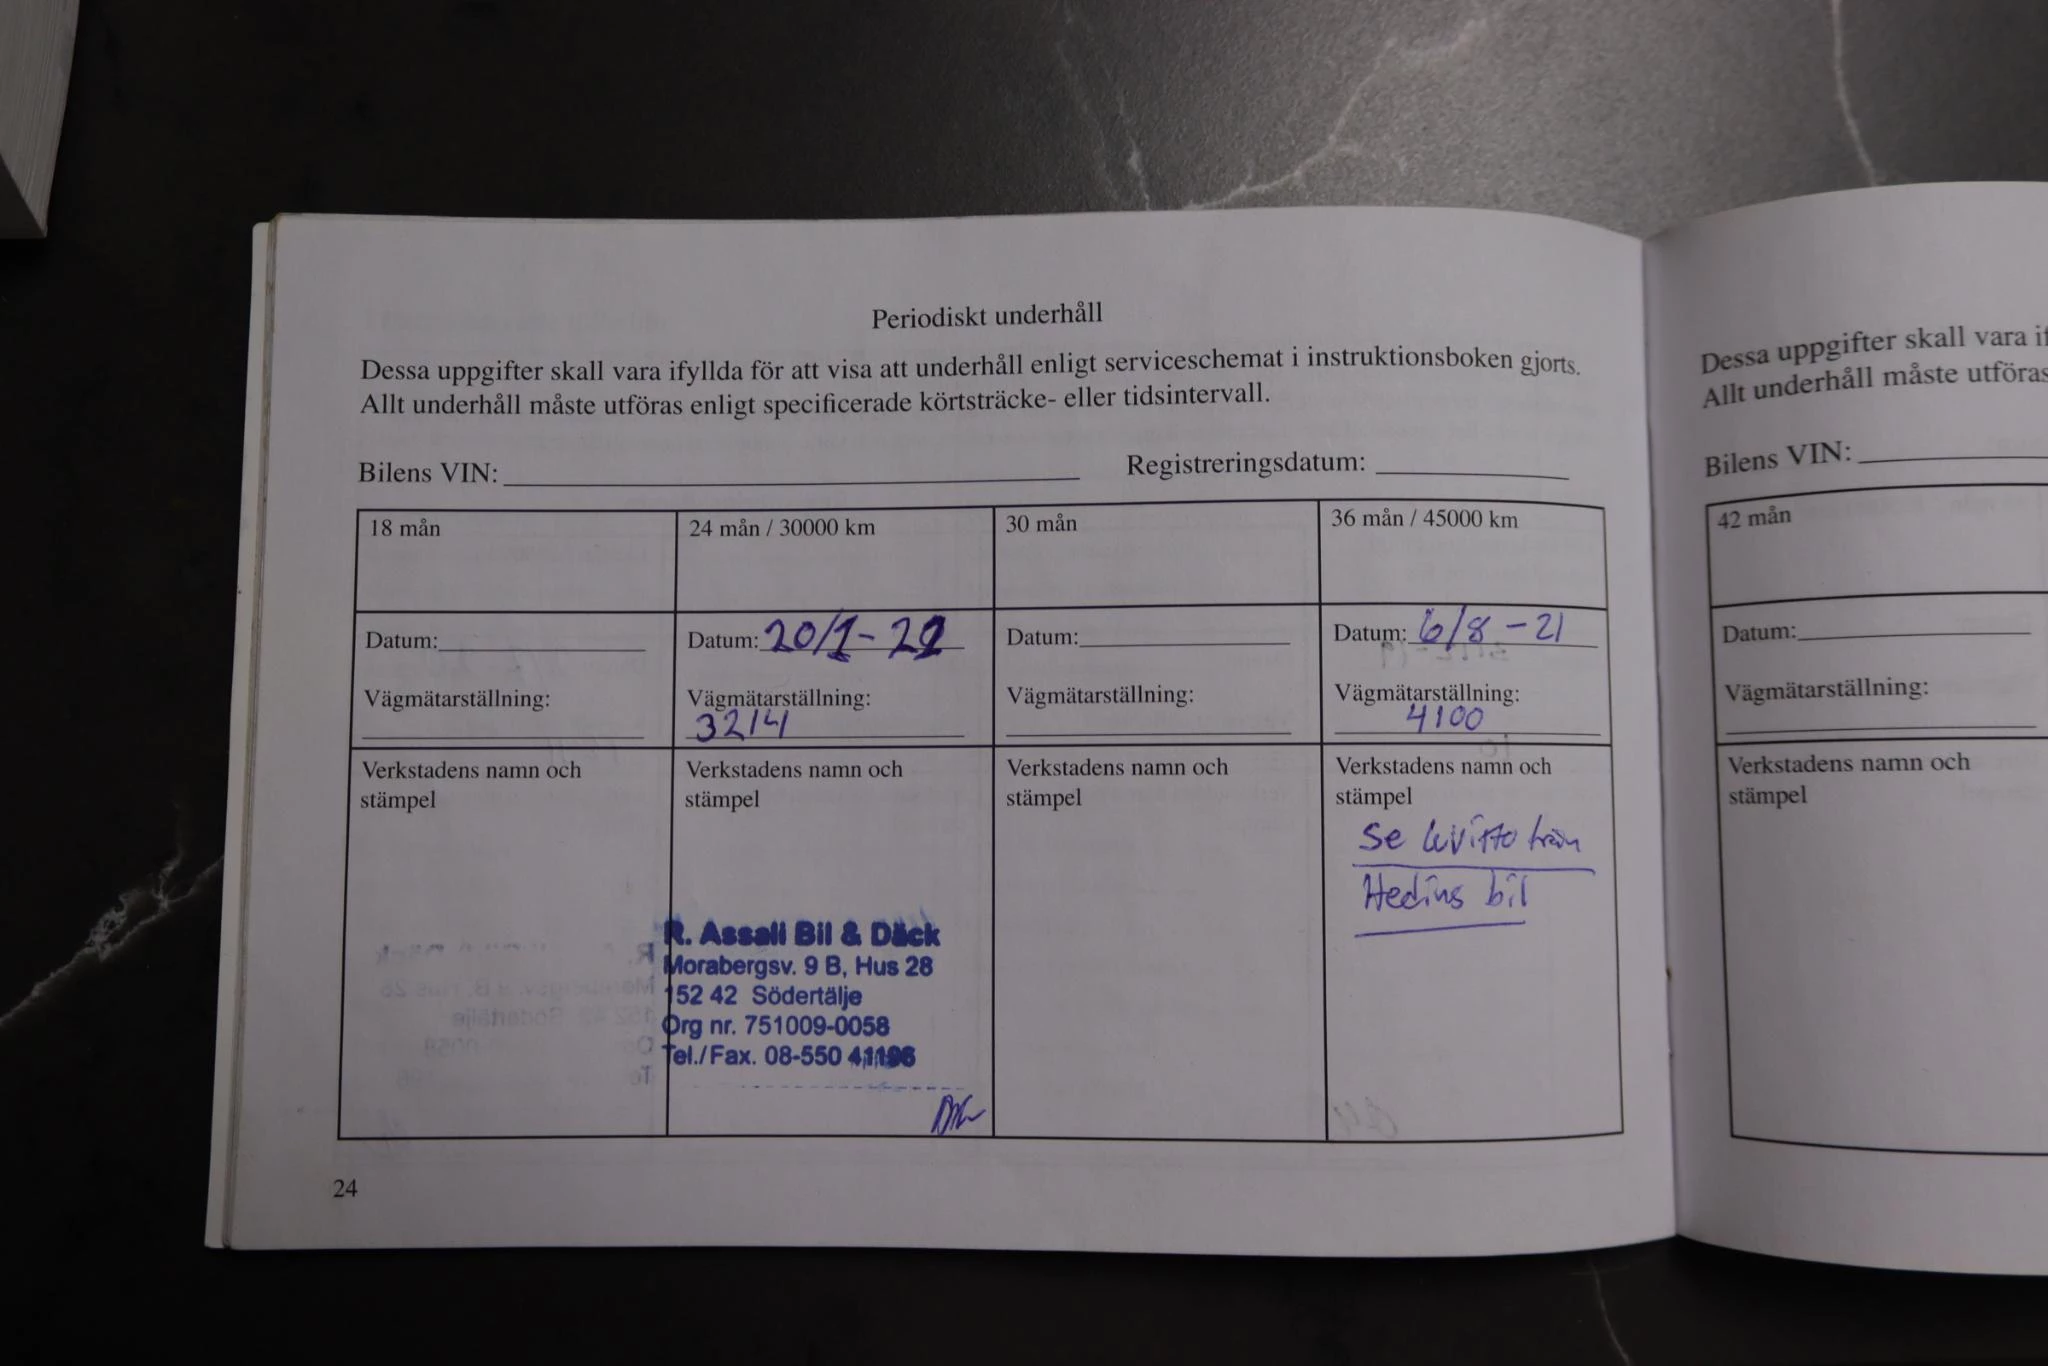 Periodiskt underhåll
Dessa uppgifter skall vara ifyllda för att visa att underhåll enligt serviceschemat i instruktionsboken gjorts.
Allt underhåll måste utföras enligt specificerade körtsträcke- eller tidsintervall.
Bilens VIN: Registreringsdatum:
18 mån
24 mån / 30000 km
30 mån
36 mån / 45000 km
Datum:
Datum: 20/1-21
Datum:
Datum: 6/8-21
Vägmätarställning:
Vägmätarställning:
3214
Vägmätarställning:
Vägmätarställning:
4100
Verkstadens namn och
stämpel
Verkstadens namn och
stämpel
R. Assali Bil & Däck
Morabergsv. 9 B, Hus 28
152 42 Södertälje
Org nr. 751009-0058
Tel./Fax. 08-550 41196
Verkstadens namn och
stämpel
Verkstadens namn och
stämpel
Se kvitto från
Hedins bil
24
Dessa uppgifter skall vara
Allt underhåll måste utföras
Bilens VIN:
42 mån
Datum:
Vägmätarställning:
Verkstadens namn och
stämpel